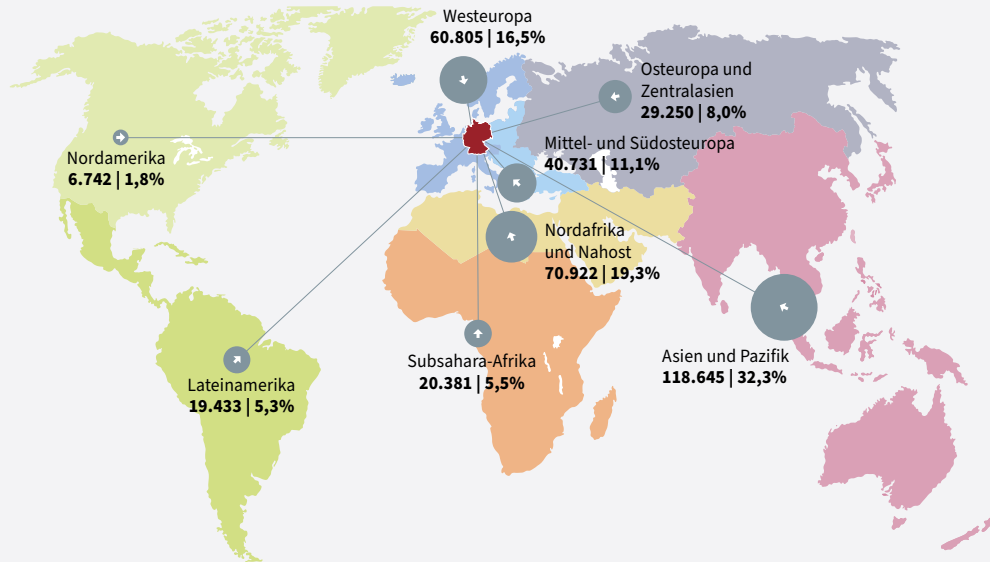 Westeuropa
60.805 | 16,5%
Osteuropa und
Zentralasien
29.250 | 8,0%
Mittel- und Südosteuropa
40.731 | 11,1%
Nordamerika
6.742 | 1,8%
Nordafrika
und Nahost
70.922 | 19,3%
Subsahara-Afrika
20.381 | 5,5%
Asien und Pazifik
118.645 | 32,3%
Lateinamerika
19.433 | 5,3%